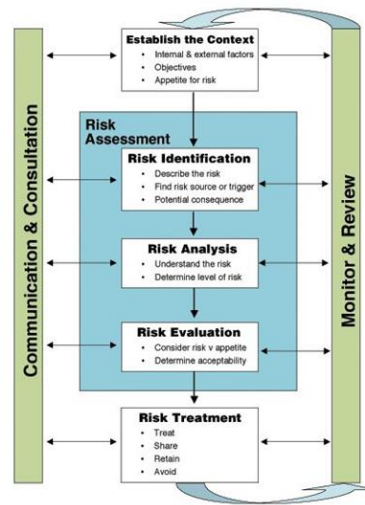 Establish the Context
• Internal & external factors
• Objectives
• Appetite for risk
Risk
Assessment
Risk Identification
• Describe the risk
• Find risk source or trigger
• Potential consequence
Risk Analysis
• Understand the risk
• Determine level of risk
Risk Evaluation
• Consider risk v appetite
• Determine acceptability
Risk Treatment
• Treat
• Share
• Retain
• Avoid
Communication & Consultation
Monitor & Review